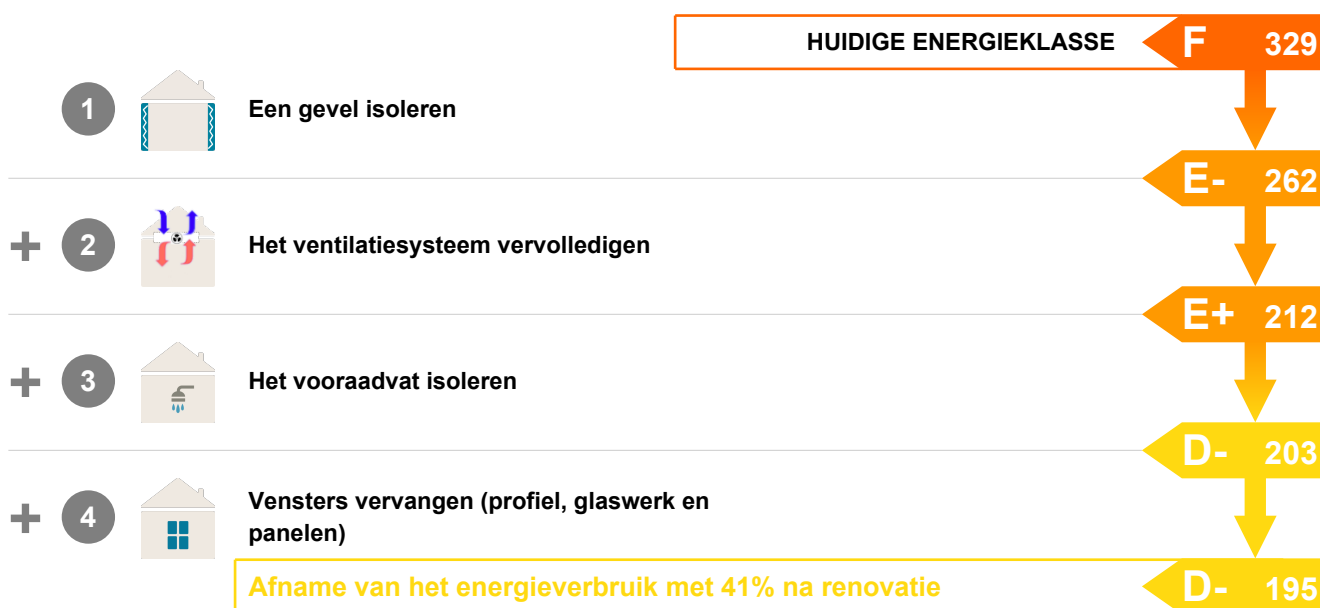 HUIDIGE ENERGIEKLASSE F 329
1 Een gevel isoleren
E- 262
+ 2 Het ventilatiesysteem vervolledigen
E+ 212
+ 3 Het vooraadvat isoleren
D- 203
+ 4 Vensters vervangen (profiel, glaswerk en
panelen)
Afname van het energieverbruik met 41% na renovatie D- 195